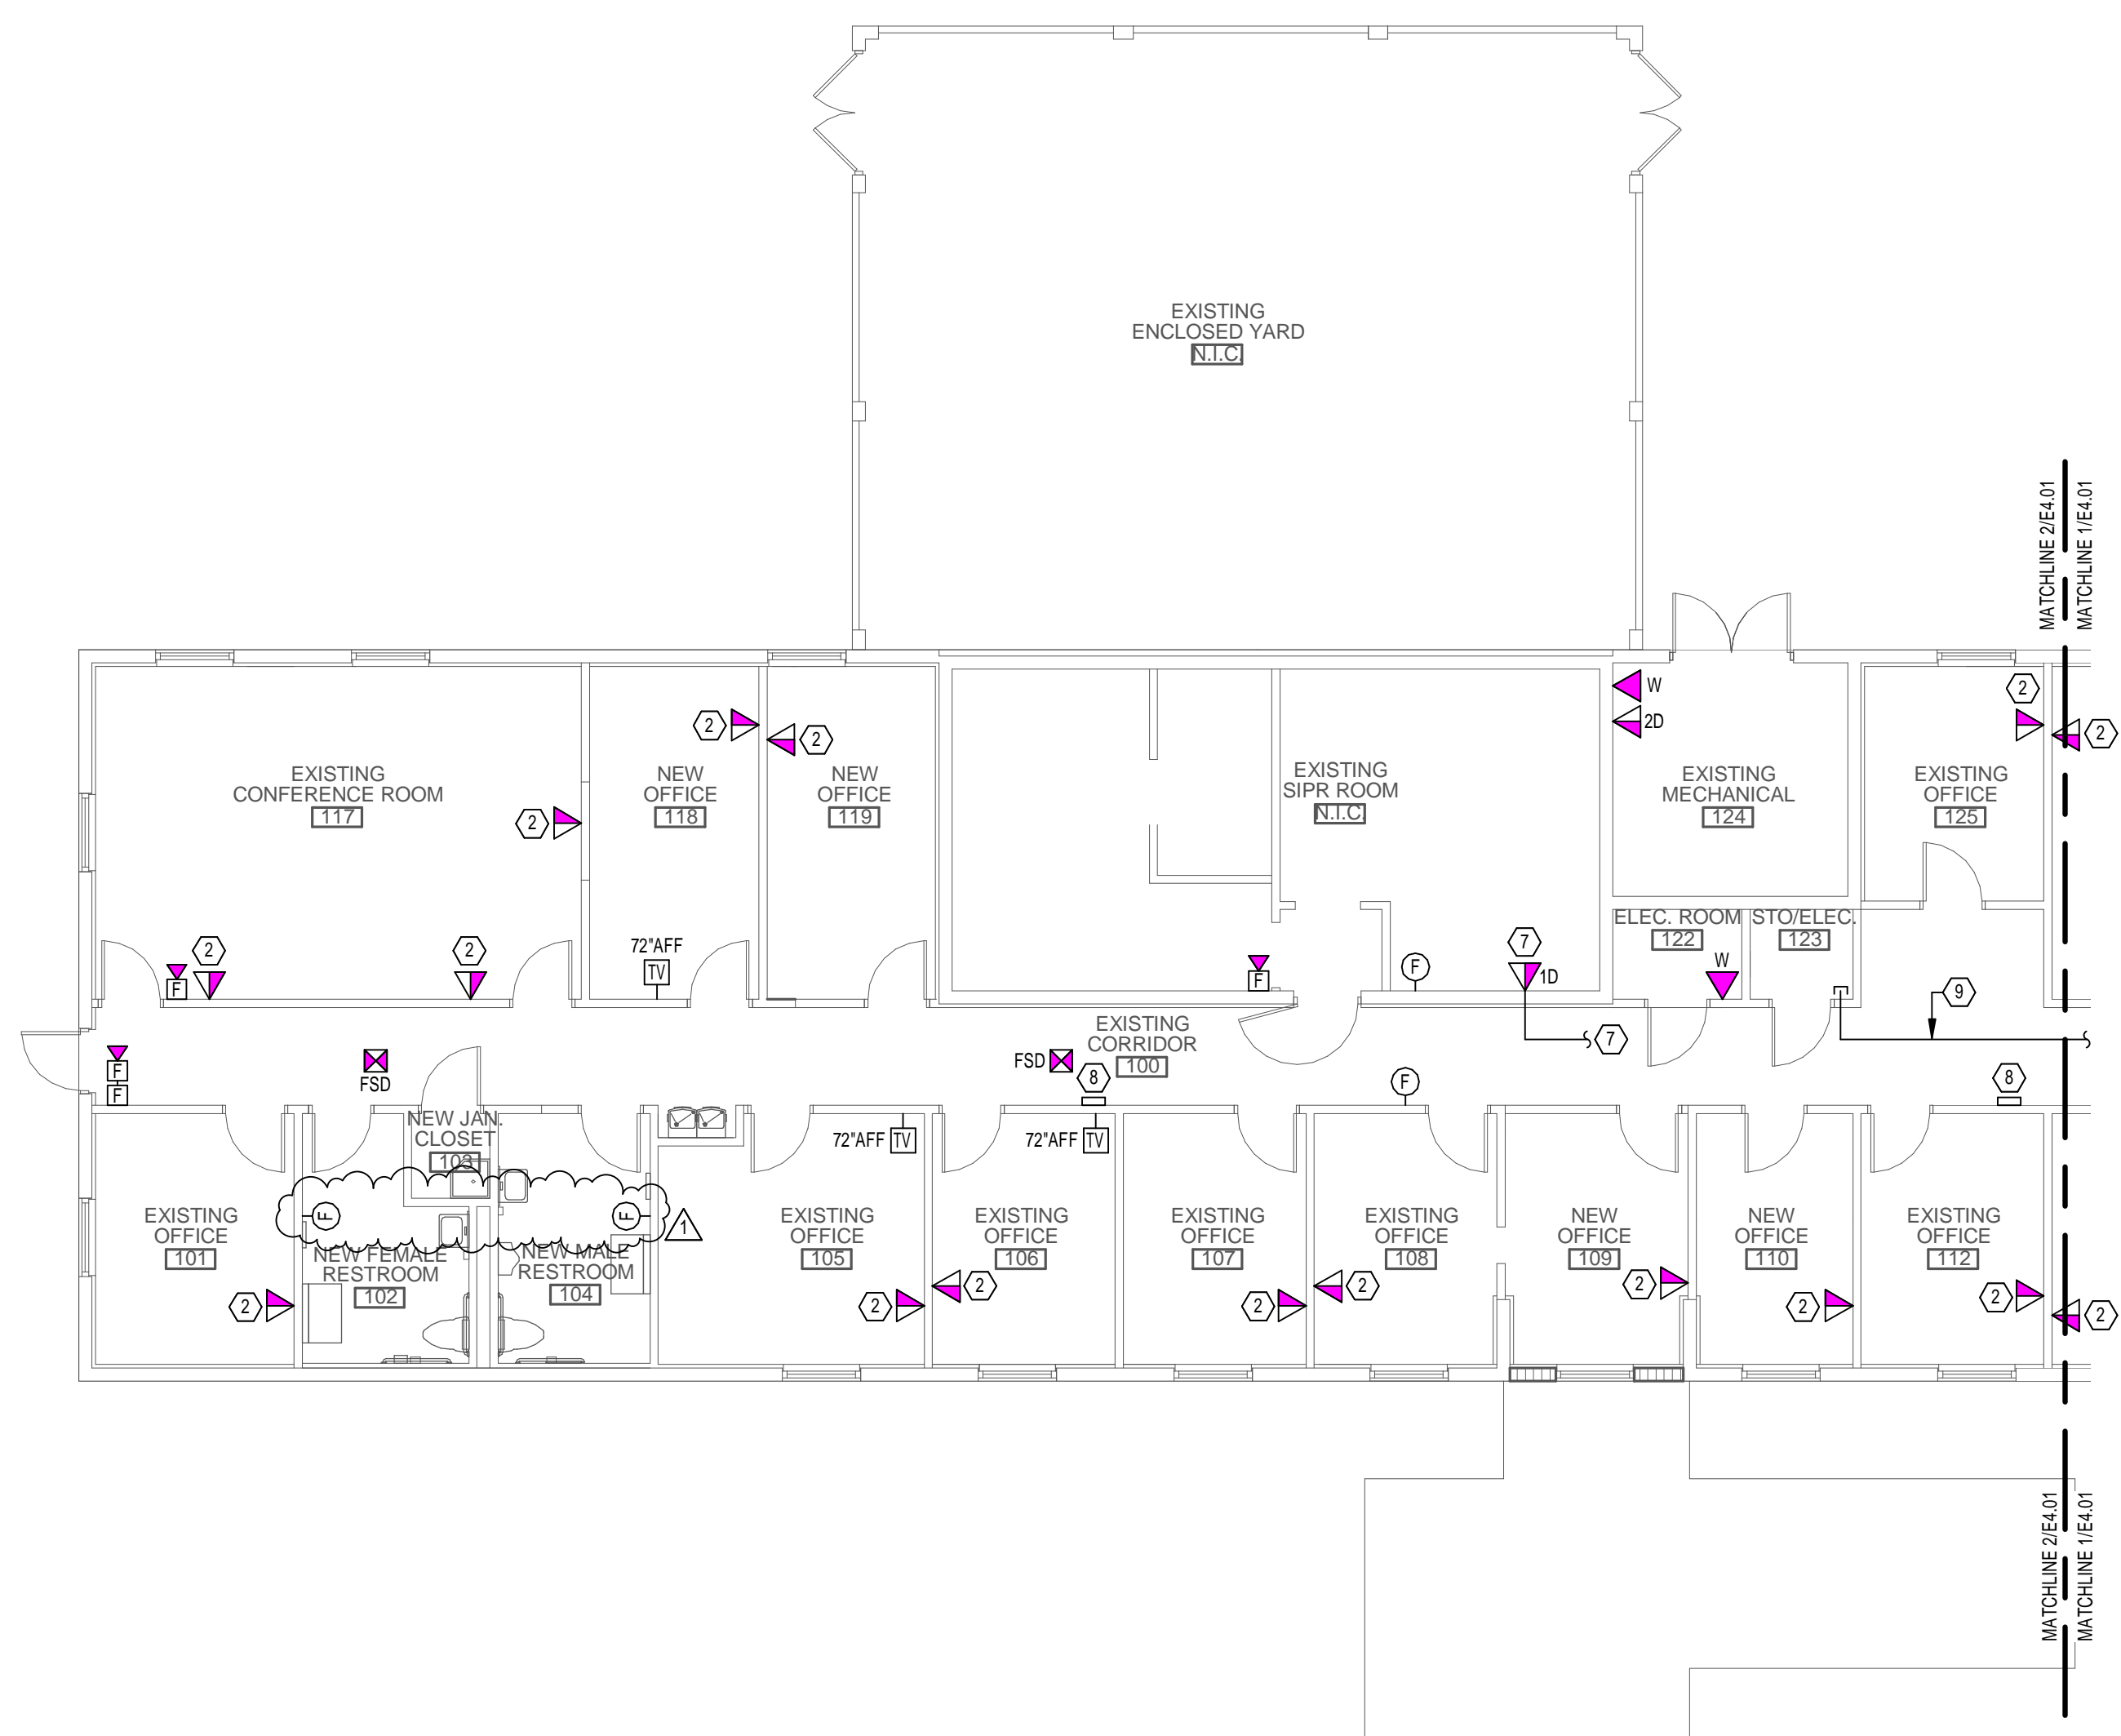 EXISTING
ENCLOSED YARD
N.I.C.
MATCHLINE 2/E4.01
MATCHLINE 1/E4.01
W
2D
2
2
2
2
2
EXISTING
CONFERENCE ROOM
117
2
NEW
OFFICE
118
NEW
OFFICE
119
EXISTING
SIPR ROOM
N.I.C.
EXISTING
MECHANICAL
124
EXISTING
OFFICE
125
2
2
72"AFF
TV
F
F
F
7
1D
ELEC. ROOM
122
W
STO/ELEC.
123
9
7
F
F
FSD
FSD
EXISTING
CORRIDOR
100
8
F
8
NEW JAN.
CLOSET
103
72"AFF TV
72"AFF TV
F
F
1
EXISTING
OFFICE
101
NEW FEMALE
RESTROOM
102
NEW MALE
RESTROOM
104
EXISTING
OFFICE
105
EXISTING
OFFICE
106
EXISTING
OFFICE
107
EXISTING
OFFICE
108
NEW
OFFICE
109
NEW
OFFICE
110
EXISTING
OFFICE
112
2
2
2
2
2
2
2
2
2
MATCHLINE 2/E4.01
MATCHLINE 1/E4.01